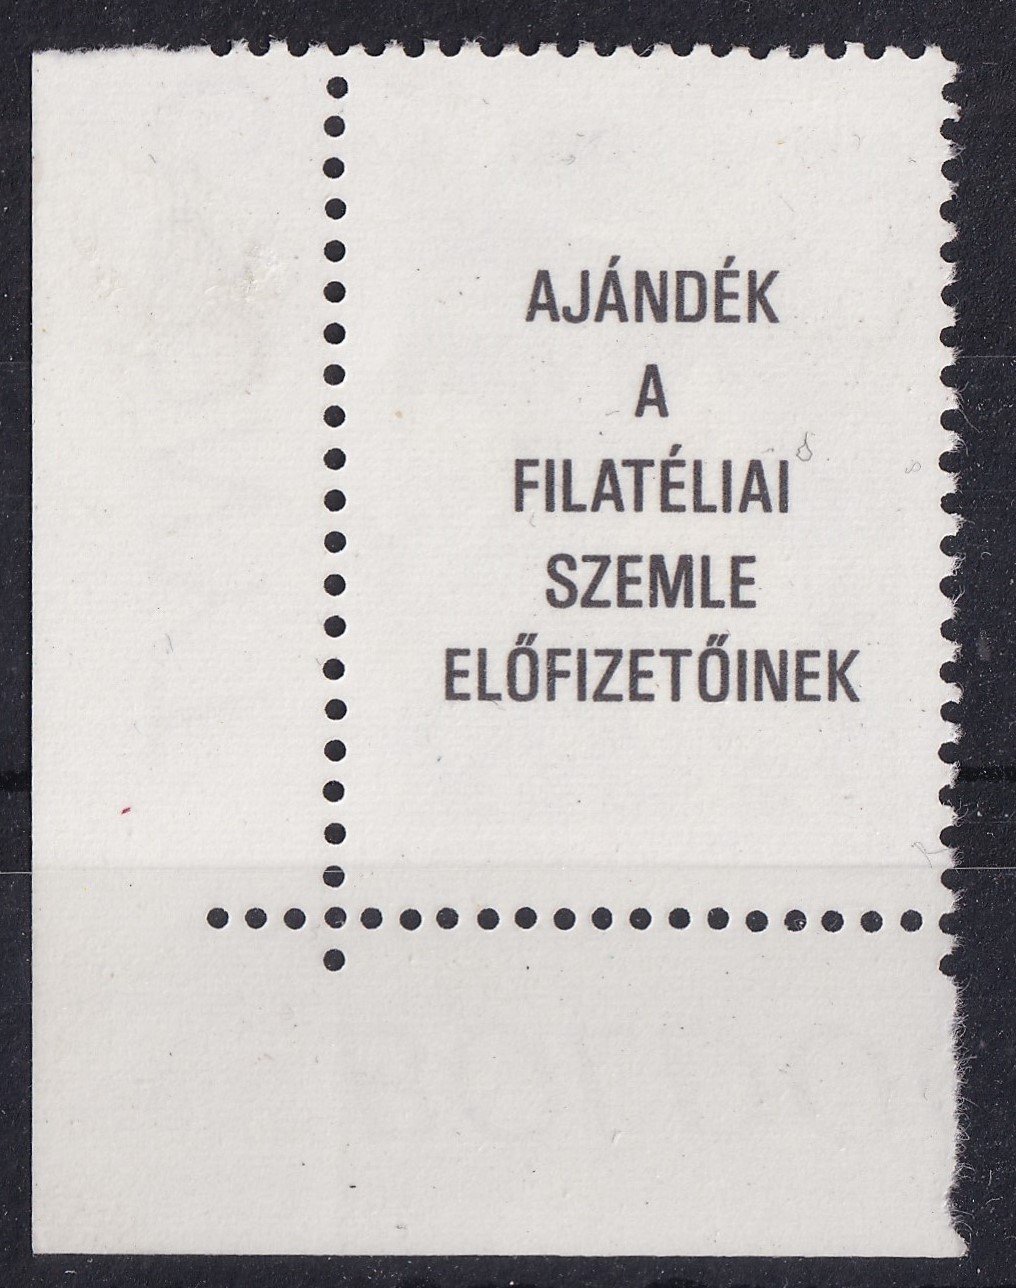 AJÁNDÉK
A
FILATÉLIAI
SZEMLE
ELŐFIZETŐINEK